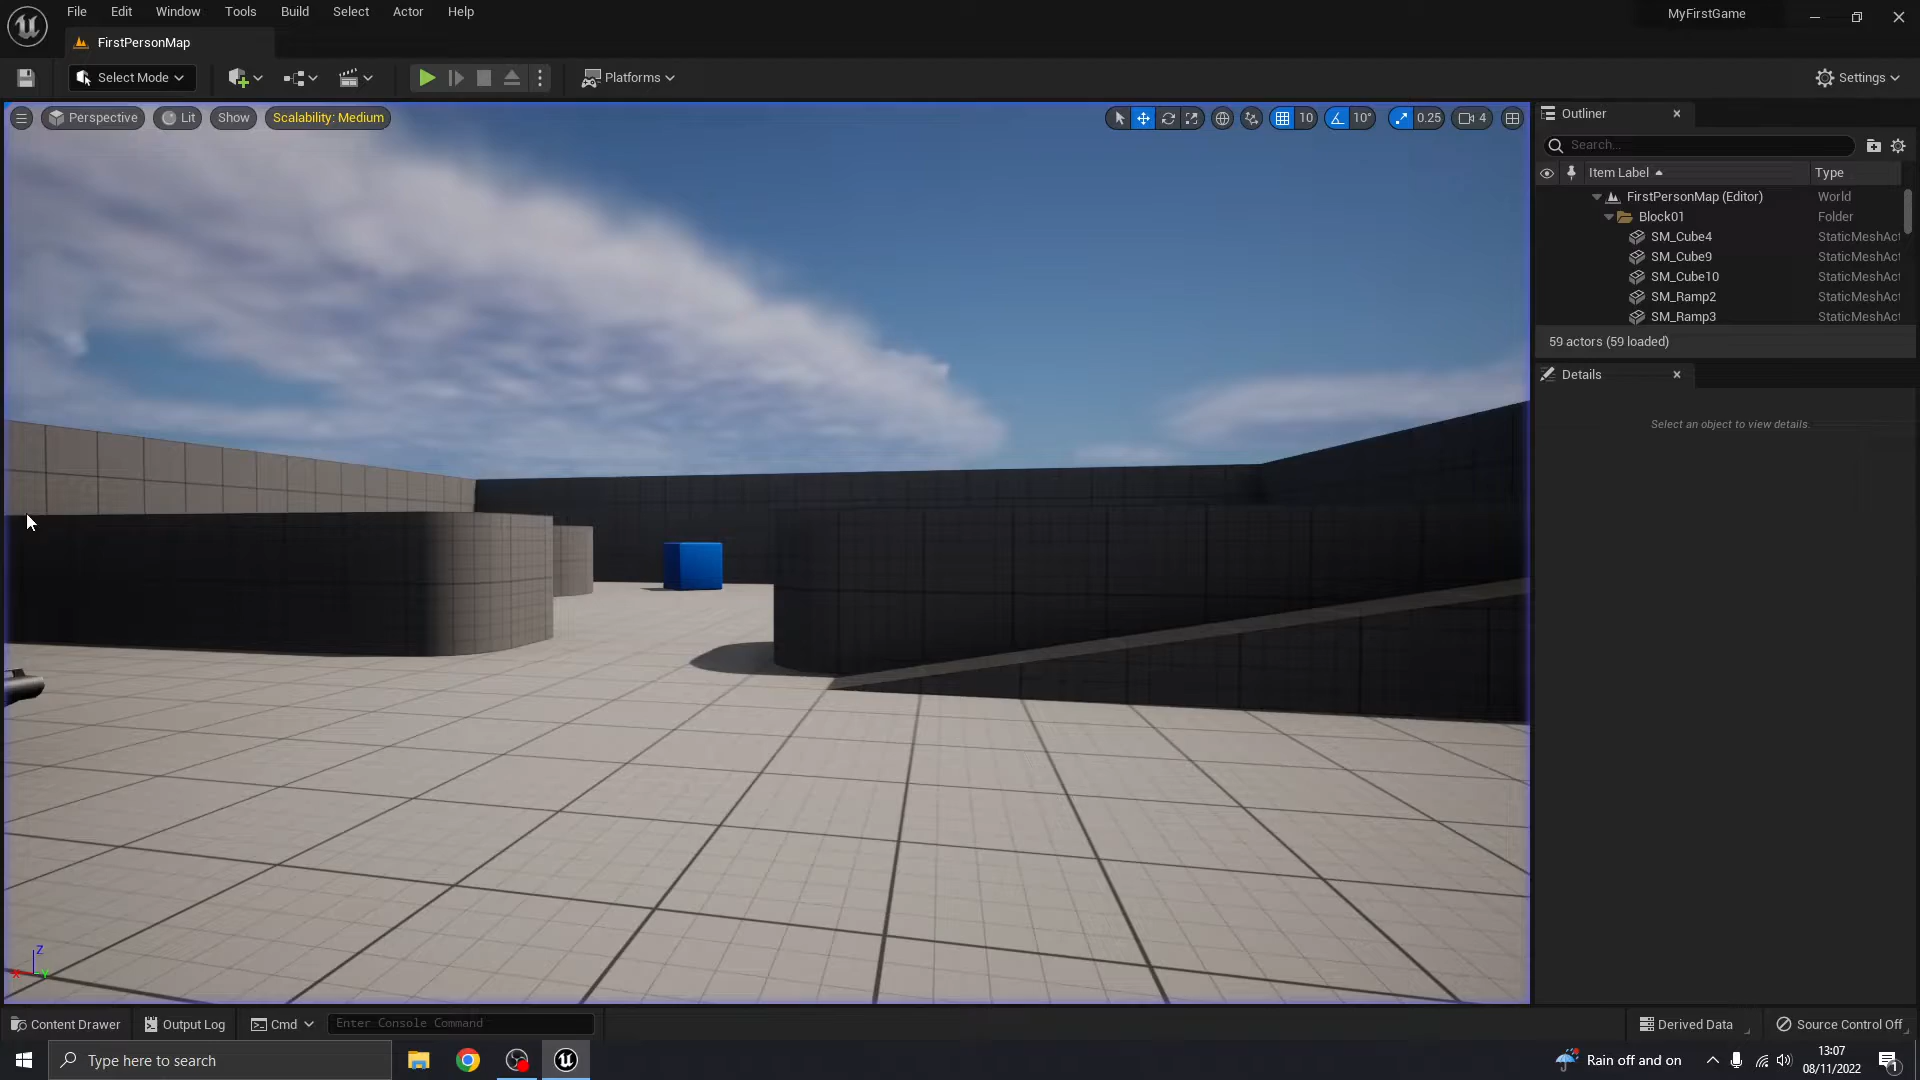 File Edit Window Tools Build Select Actor Help
MyFirstGame
FirstPersonMap
Select Mode
Platforms
Settings
Perspective Lit Show Scalability: Medium
10 10° 0.25 4
Outliner
Search...
Item Label Type
FirstPersonMap (Editor) World
Block01 Folder
SM_Cube4 StaticMeshAct
SM_Cube9 StaticMeshAct
SM_Cube10 StaticMeshAct
SM_Ramp2 StaticMeshAct
SM_Ramp3 StaticMeshAct
59 actors (59 loaded)
Details
Select an object to view details.
Z
X Y
Content Drawer Output Log Cmd Enter Console Command
Derived Data Source Control Off
Type here to search
Rain off and on
13:07
08/11/2022
1